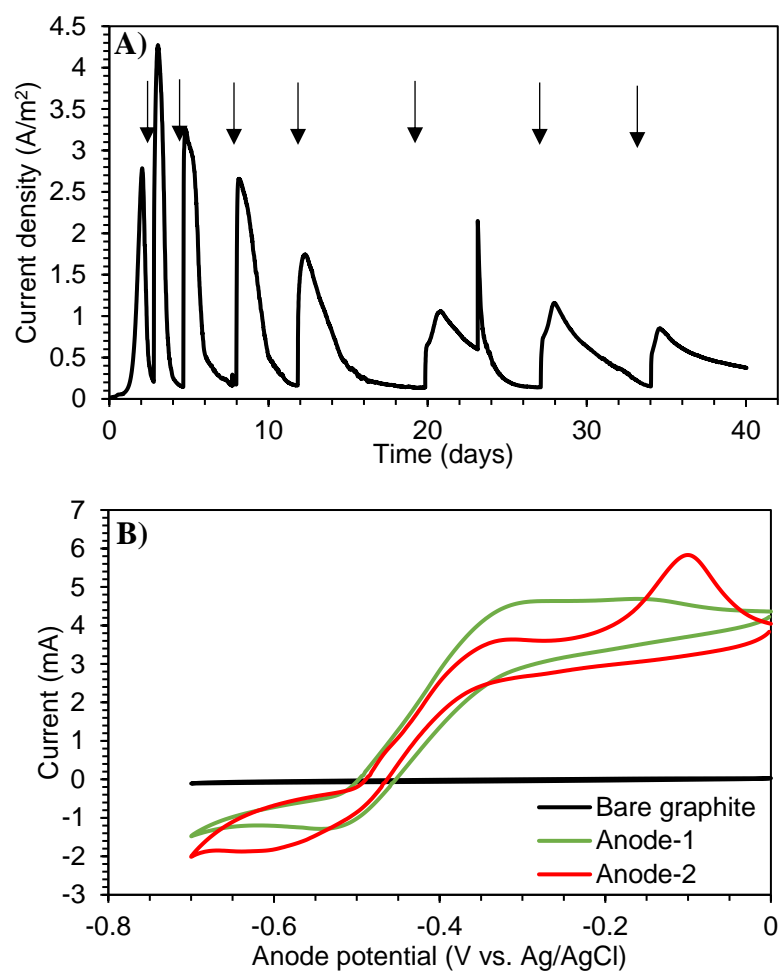 A)
4.5
4
3.5
3
2.5
2
1.5
1
0.5
0
Current density (A/m²)
0 10 20 30 40
Time (days)
B)
7
6
5
4
3
2
1
0
-1
-2
-3
Current (mA)
Bare graphite
Anode-1
Anode-2
-0.8 -0.6 -0.4 -0.2 0
Anode potential (V vs. Ag/AgCl)